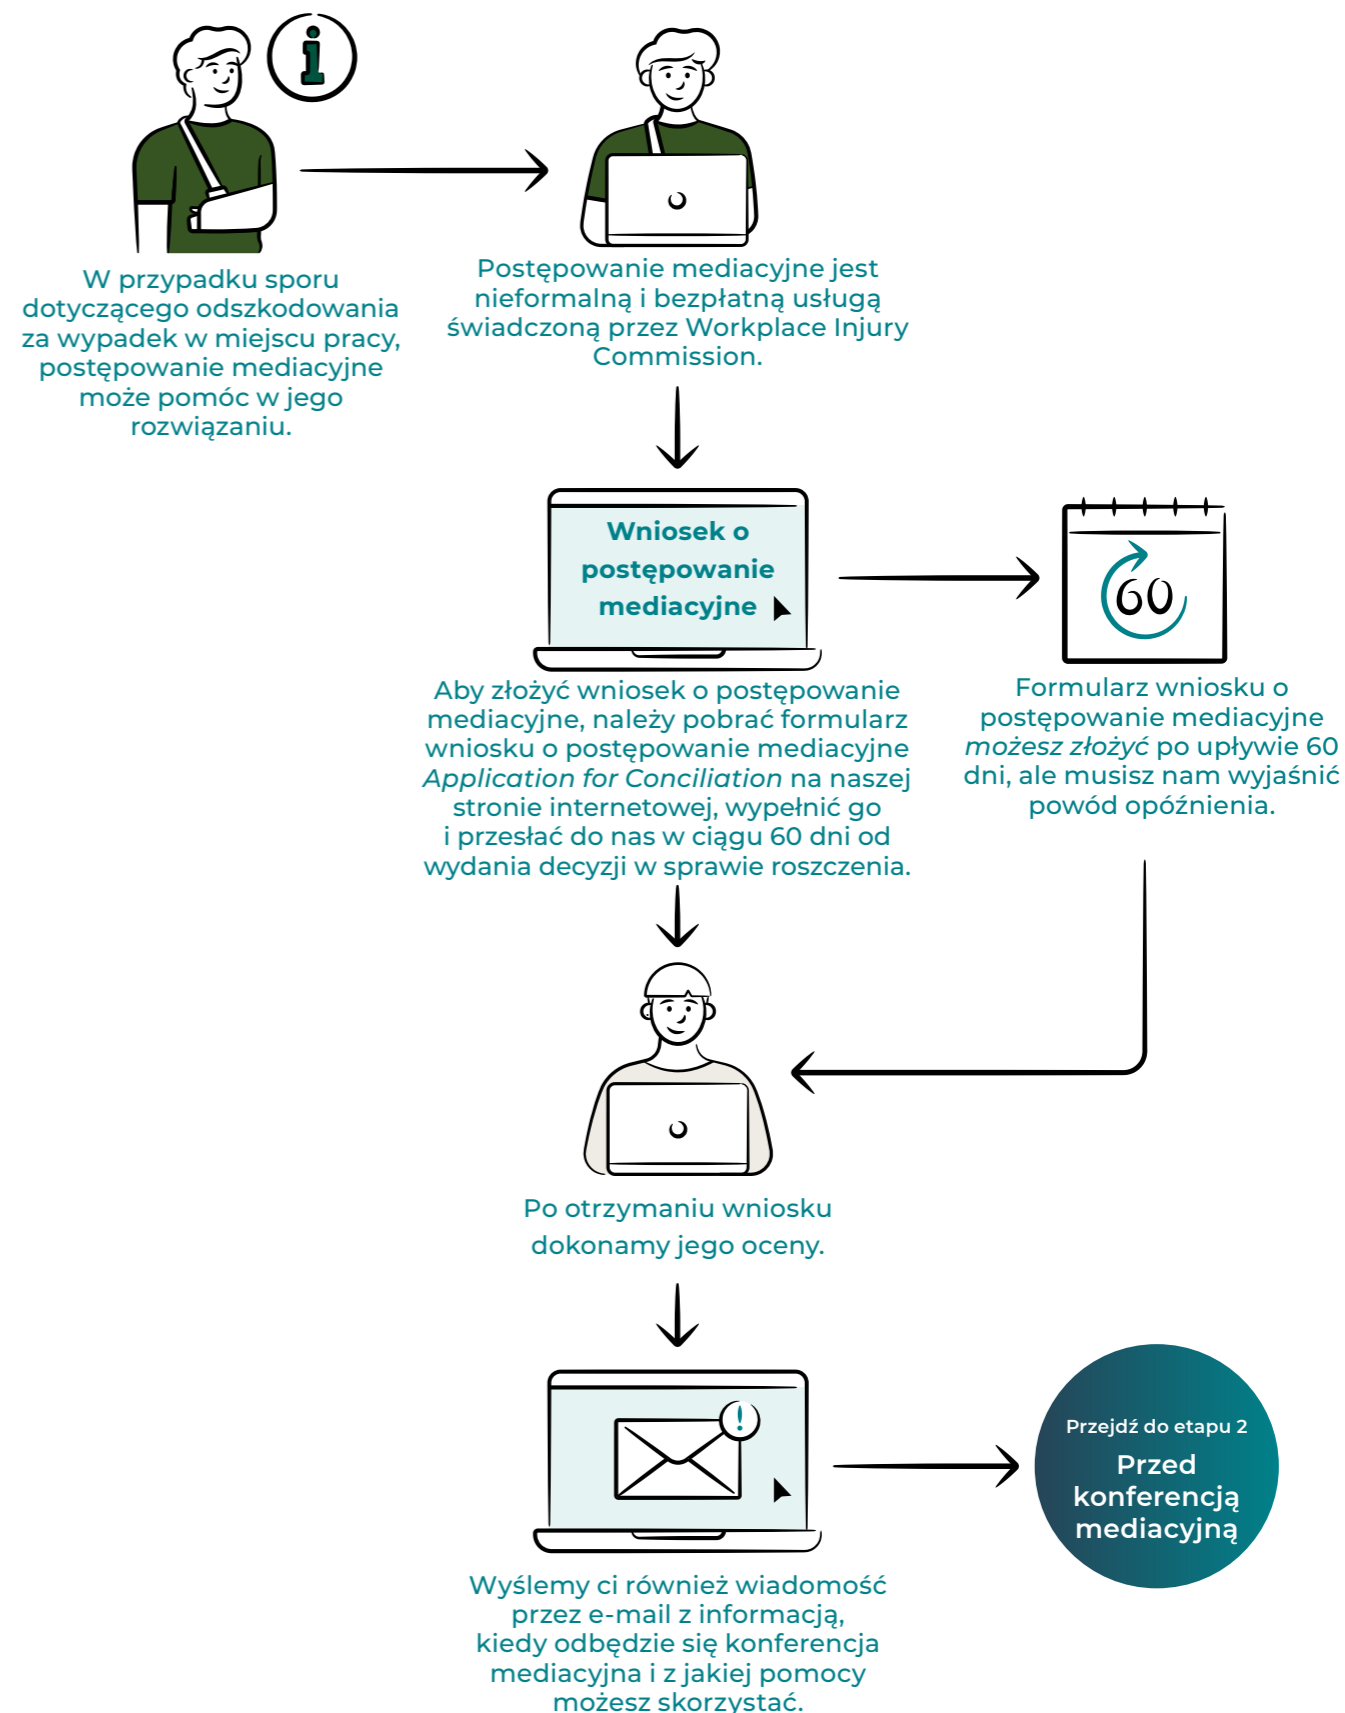 W przypadku sporu
dotyczącego odszkodowania
za wypadek w miejscu pracy,
postępowanie mediacyjne
może pomóc w jego
rozwiązaniu.
Postępowanie mediacyjne jest
nieformalną i bezpłatną usługą
świadczoną przez Workplace Injury
Commission.
Wniosek o
postępowanie
mediacyjne
Aby złożyć wniosek o postępowanie
mediacyjne, należy pobrać formularz
wniosku o postępowanie mediacyjne
Application for Conciliation na naszej
stronie internetowej, wypełnić go
i przesłać do nas w ciągu 60 dni od
wydania decyzji w sprawie roszczenia.
60
Formularz wniosku o
postępowanie mediacyjne
możesz złożyć po upływie 60
dni, ale musisz nam wyjaśnić
powód opóźnienia.
Po otrzymaniu wniosku
dokonamy jego oceny.
Wyślemy ci również wiadomość
przez e-mail z informacją,
kiedy odbędzie się konferencja
mediacyjna i z jakiej pomocy
możesz skorzystać.
Przejdź do etapu 2
Przed
konferencją
mediacyjną